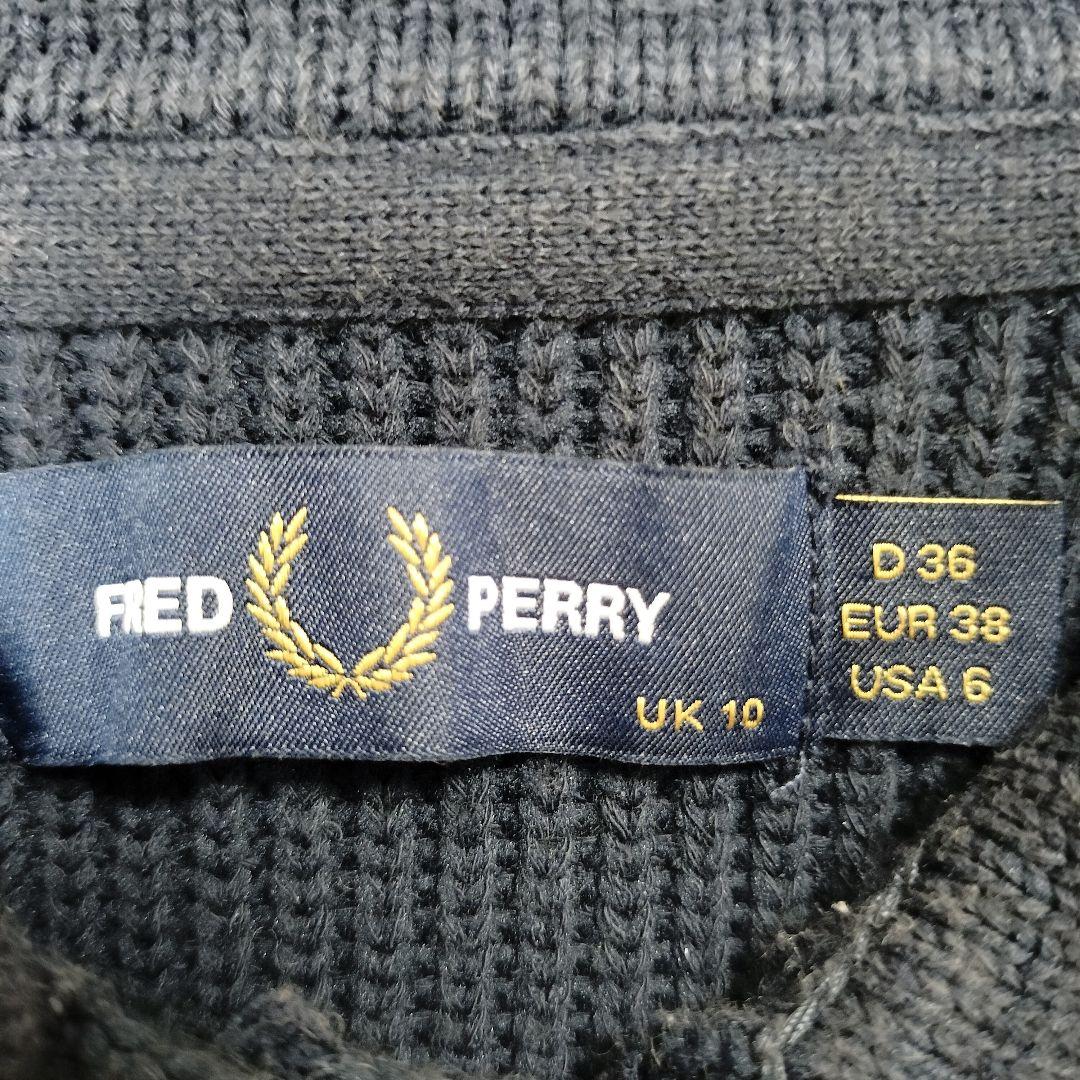 FRED PERRY
UK 10
D 36
EUR 38
USA 6